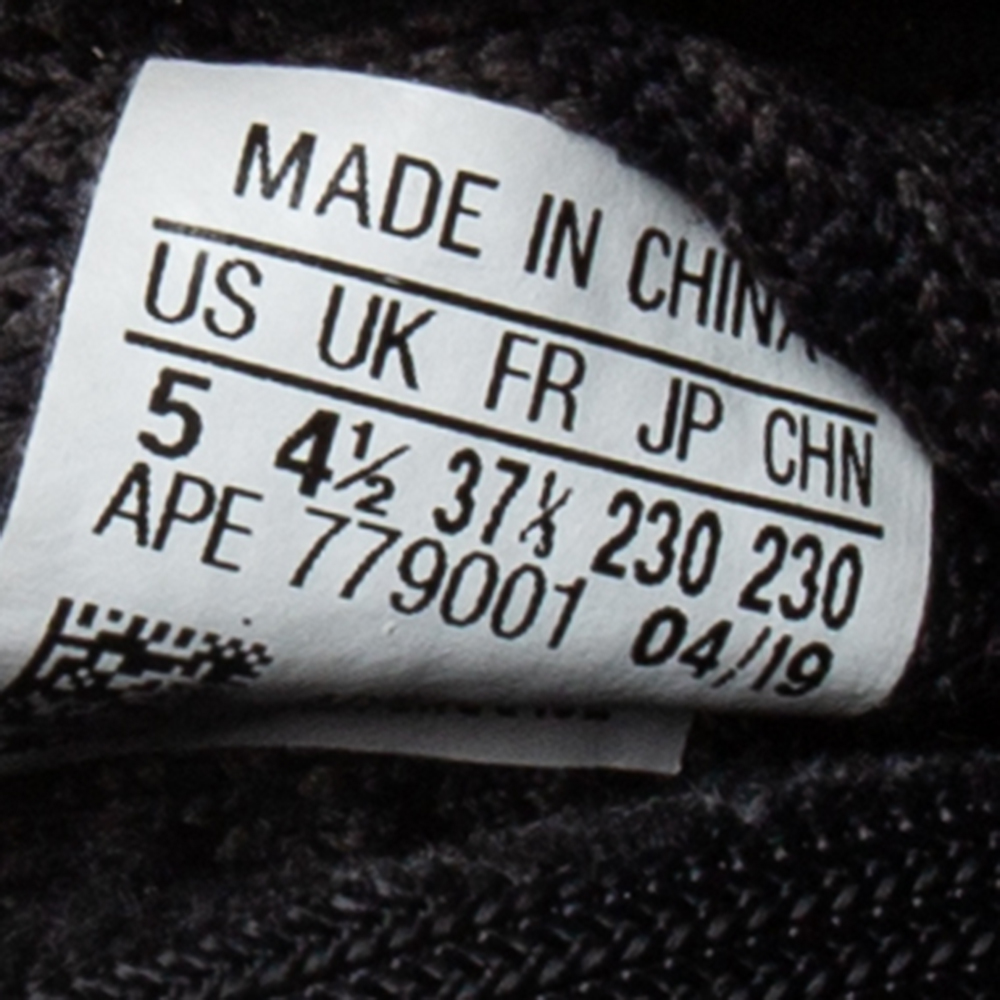 MADE IN CHINA
US UK FR JP CHN
5 4½ 37⅓ 230 230
APE 779001 04/19